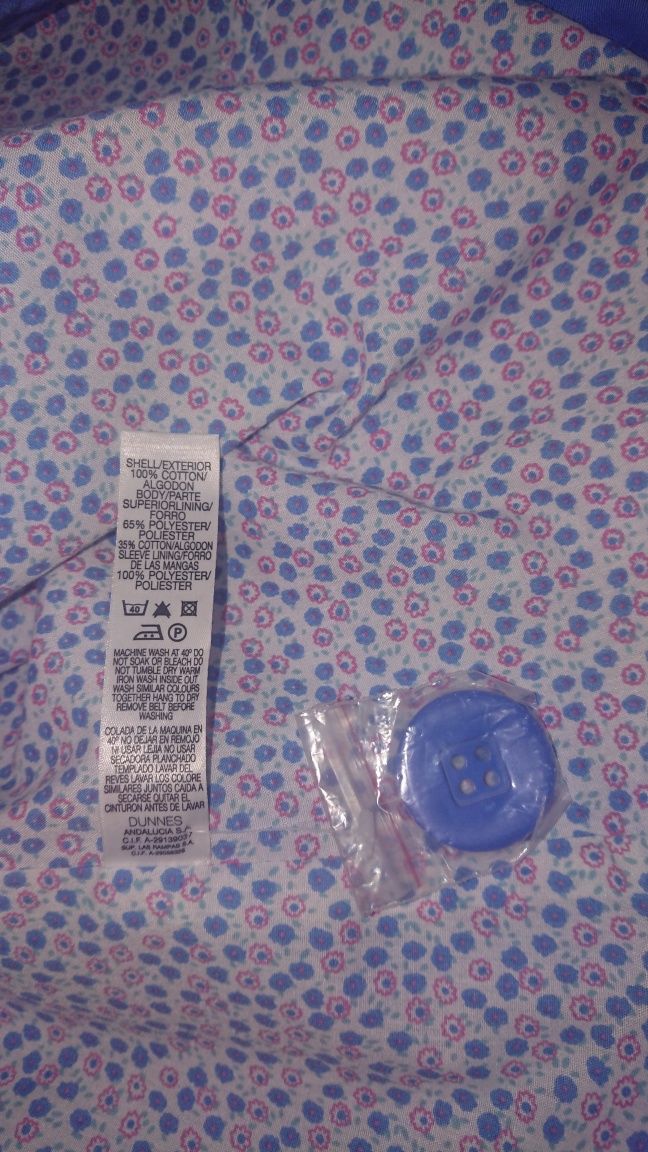 SHELL/EXTERIOR
100% COTTON/
ALGODON
BODY/PARTE
SUPERIORLINING/
FORRO
65% POLYESTER/
POLIESTER
35% COTTON/ALGODON
SLEEVE LINING/FORRO
DE LAS MANGAS
100% POLYESTER/
POLIESTER
40 P
MACHINE WASH AT 40º DO
NOT SOAK OR BLEACH DO
NOT TUMBLE DRY WARM
IRON WASH INSIDE OUT
WASH SIMILAR COLOURS
TOGETHER HANG TO DRY
REMOVE BELT BEFORE
WASHING
COLADA DE LA MAQUINA EN
40º NO DEJAR EN REMOJO
NI USAR LEJIA NO USAR
SECADORA PLANCHADO
TEMPLADO LAVAR DEL
REVES LAVAR LOS COLORE
SIMILARES JUNTOS CAIDA A
SECARSE QUITAR EL
CINTURON ANTES DE LAVAR
DUNNES
ANDALUCIA S.A.
C.I.F. A-29139037
SUP. LAS RAMPAS S.A.
C.I.F.